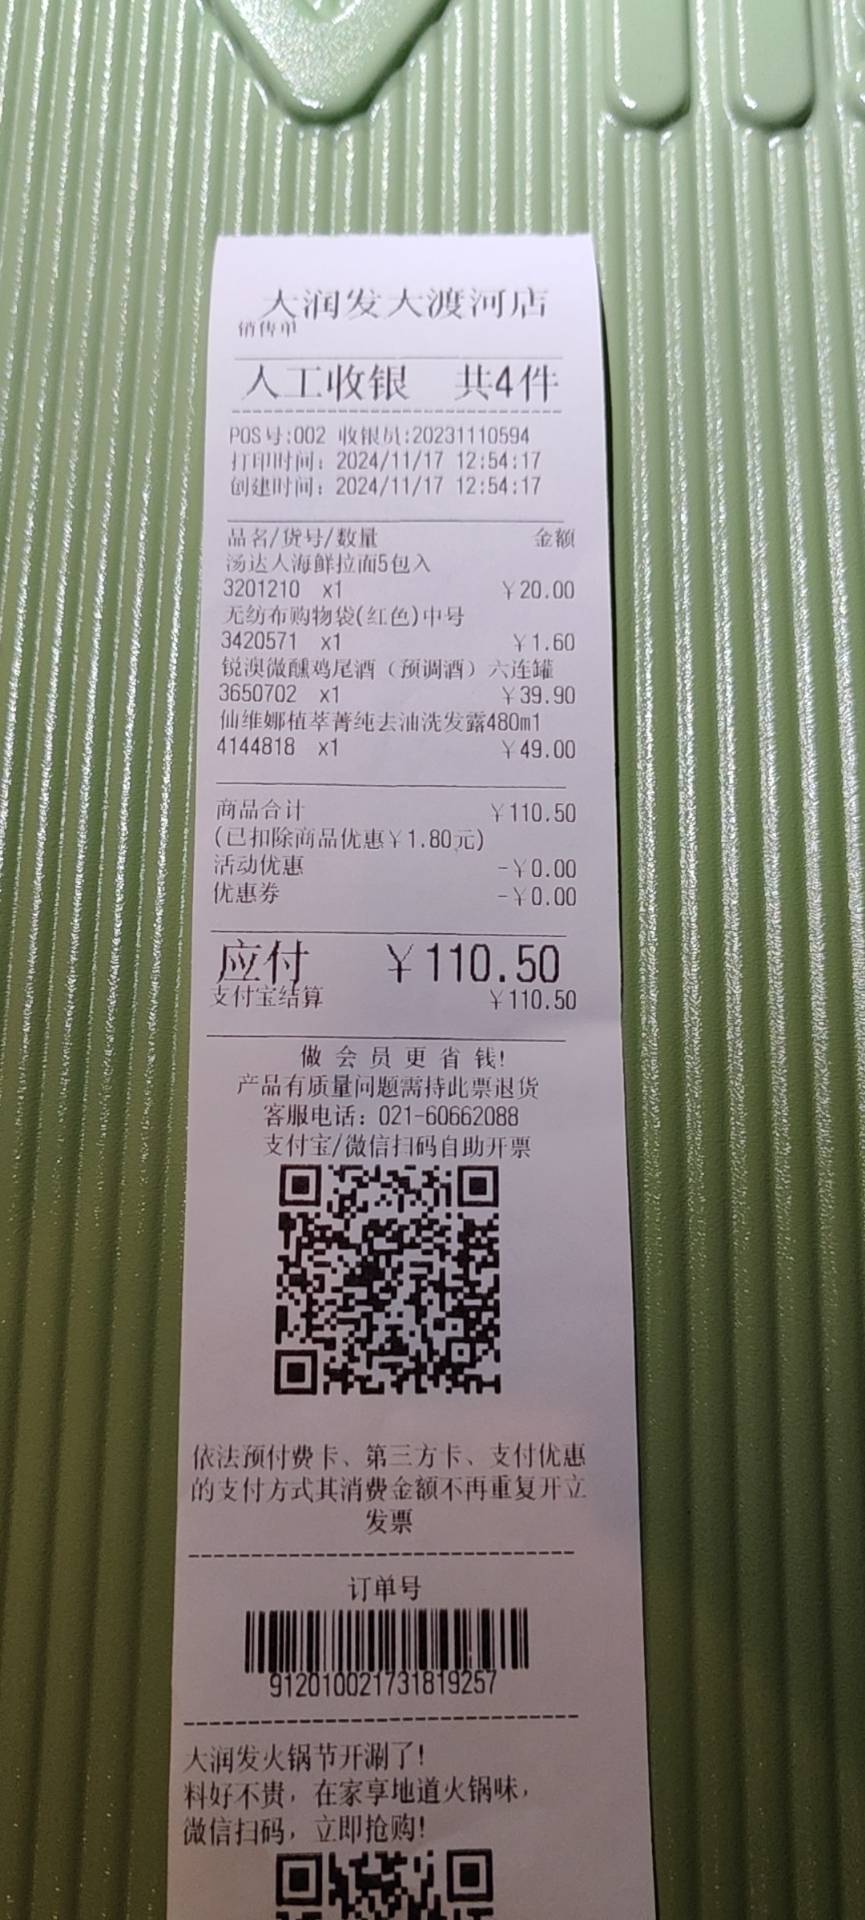 大润发大渡河店
销售单
人工收银 共4件
POS号:002 收银员:20231110594
打印时间: 2024/11/17 12:54:17
创建时间: 2024/11/17 12:54:17
品名/货号/数量 金额
汤达人海鲜拉面5包入
3201210 x1 ￥20.00
无纺布购物袋(红色)中号
3420571 x1 ￥1.60
锐澳微醺鸡尾酒（预调酒）六连罐
3650702 x1 ￥39.90
仙维娜植萃菁纯去油洗发露480ml
4144818 x1 ￥49.00
商品合计 ￥110.50
(已扣除商品优惠￥1.80元)
活动优惠 -￥0.00
优惠券 -￥0.00
应付 ￥110.50
支付宝结算 ￥110.50
做会员更省钱!
产品有质量问题需持此票退货
客服电话: 021-60662088
支付宝/微信扫码自助开票
依法预付费卡、第三方卡、支付优惠
的支付方式其消费金额不再重复开立
发票
订单号
912010021731819257
大润发火锅节开涮了!
料好不贵，在家享地道火锅味，
微信扫码，立即抢购!